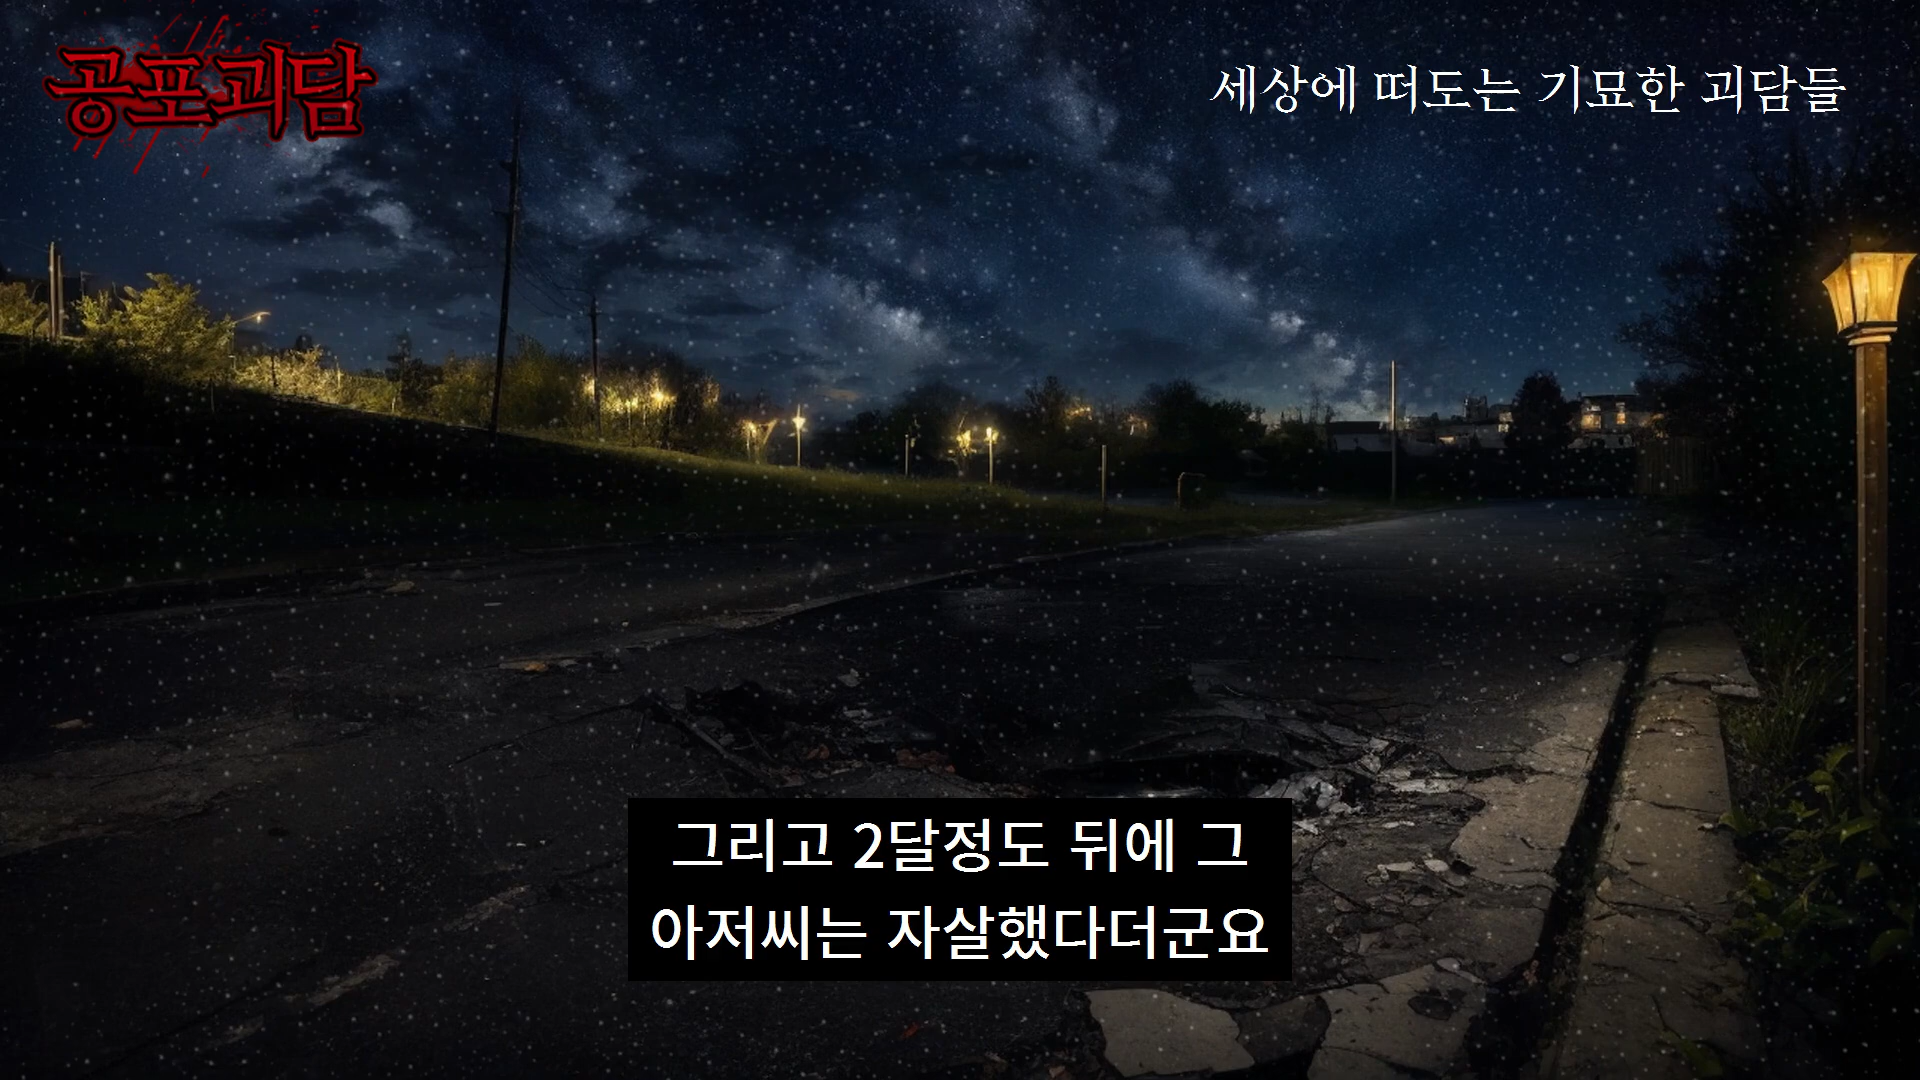 공포괴담
세상에 떠도는 기묘한 괴담들
그리고 2달정도 뒤에 그
아저씨는 자살했다더군요